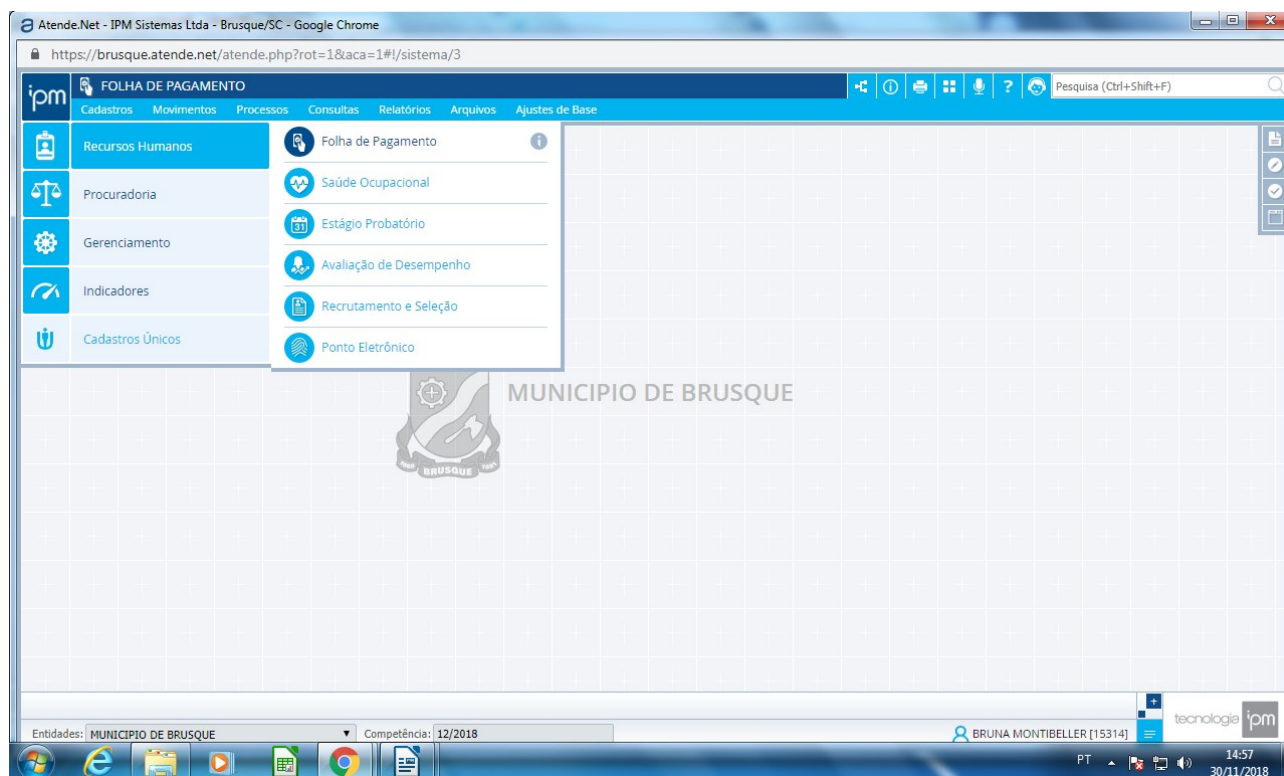 Atende.Net - IPM Sistemas Ltda - Brusque/SC - Google Chrome
https://brusque.atende.net/atende.php?rot=1&aca=1#!/sistema/3
ipm FOLHA DE PAGAMENTO ? Pesquisa (Ctrl+Shift+F)
Cadastros Movimentos Processos Consultas Relatórios Arquivos Ajustes de Base
Recursos Humanos
Procuradoria
Gerenciamento
Indicadores
Cadastros Únicos
Folha de Pagamento
Saúde Ocupacional
31 Estágio Probatório
Avaliação de Desempenho
Recrutamento e Seleção
Ponto Eletrônico
MUNICIPIO DE BRUSQUE
1860 BRUSQUE
tecnologia ipm
Entidades: MUNICIPIO DE BRUSQUE Competência: 12/2018 BRUNA MONTIBELLER [15314]
PT 14:57
30/11/2018